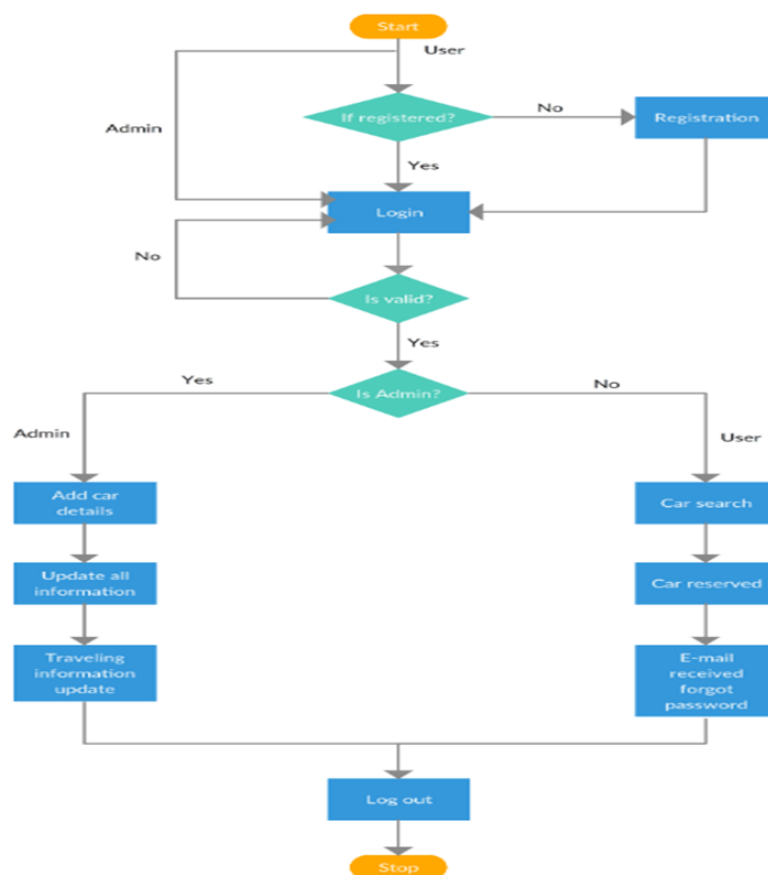 Start
User
If registered?
No
Registration
Admin
Yes
Login
No
Is valid?
Yes
Yes
Is Admin?
No
Admin
User
Add car
details
Car search
Update all
information
Car reserved
Traveling
information
update
E-mail
received
forgot
password
Log out
Stop